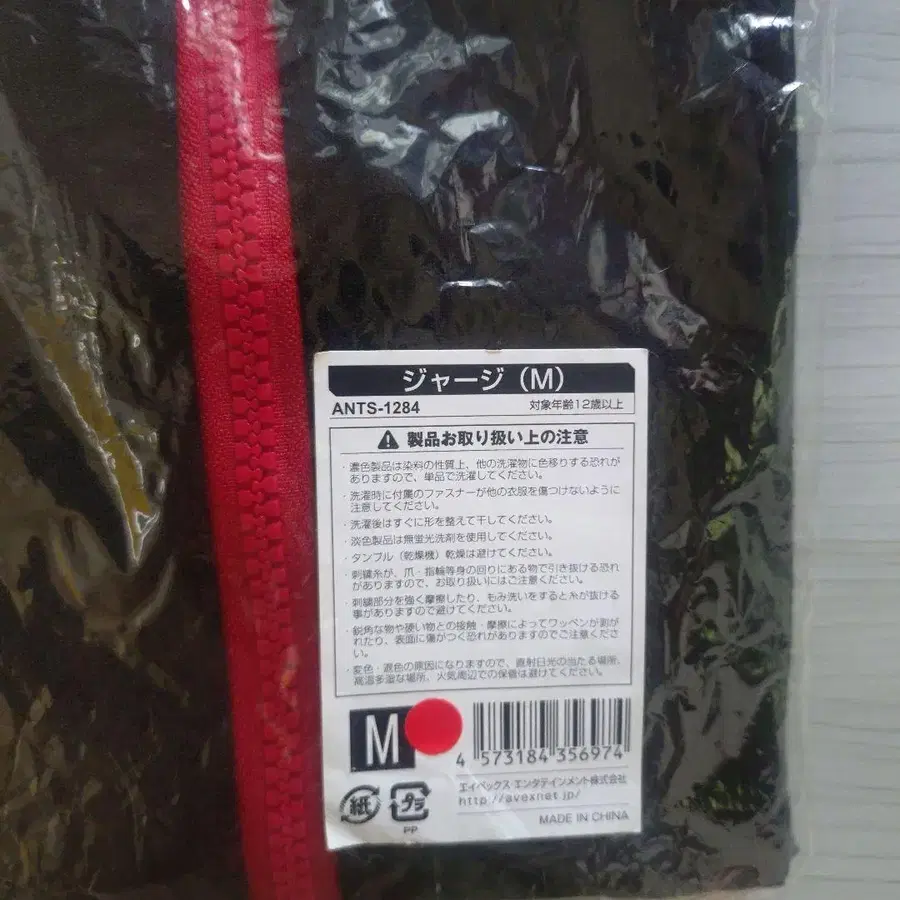 ジャージ（M）
ANTS-1284 対象年齢12歳以上
製品お取り扱い上の注意
・濃色製品は染料の性質上、他の洗濯物に色移りする恐れが
ありますので、単品で洗濯してください。
・洗濯時に付属のファスナーが他の衣服を傷つけないように
注意してください。
・洗濯後はすぐに形を整えて干してください。
・淡色製品は無蛍光洗剤を使用してください。
・タンブル（乾燥機）乾燥は避けてください。
・刺繍糸が、爪・指輪等身の回りにある物で引き抜ける恐れ
がありますので、お取り扱いにはご注意ください。
・刺繍部分を強く摩擦したり、もみ洗いをすると糸が抜ける
事がありますので避けてください。
・鋭角な物や硬い物との接触・摩擦によってワッペンが剥が
れたり、表面に傷がつく恐れがありますのでご注意くださ
い。
・変色・退色の原因になりますので、直射日光の当たる場所、
高温多湿な場所、火気周辺での保管は避けてください。
M
4 573184 356974
エイベックス・エンタテインメント株式会社
http://avexnet.jp/
紙 プラ
PP
MADE IN CHINA